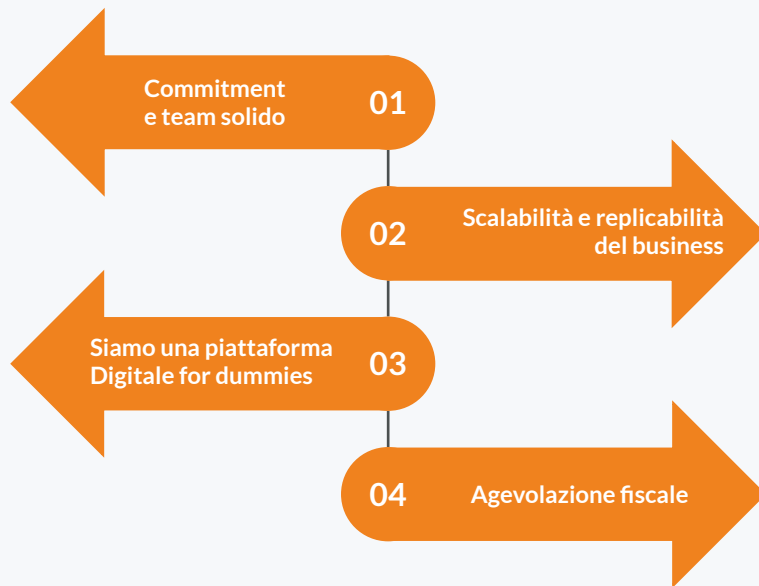 Commitment
e team solido
01
02
Scalabilità e replicabilità
del business
Siamo una piattaforma
Digitale for dummies
03
04
Agevolazione fiscale